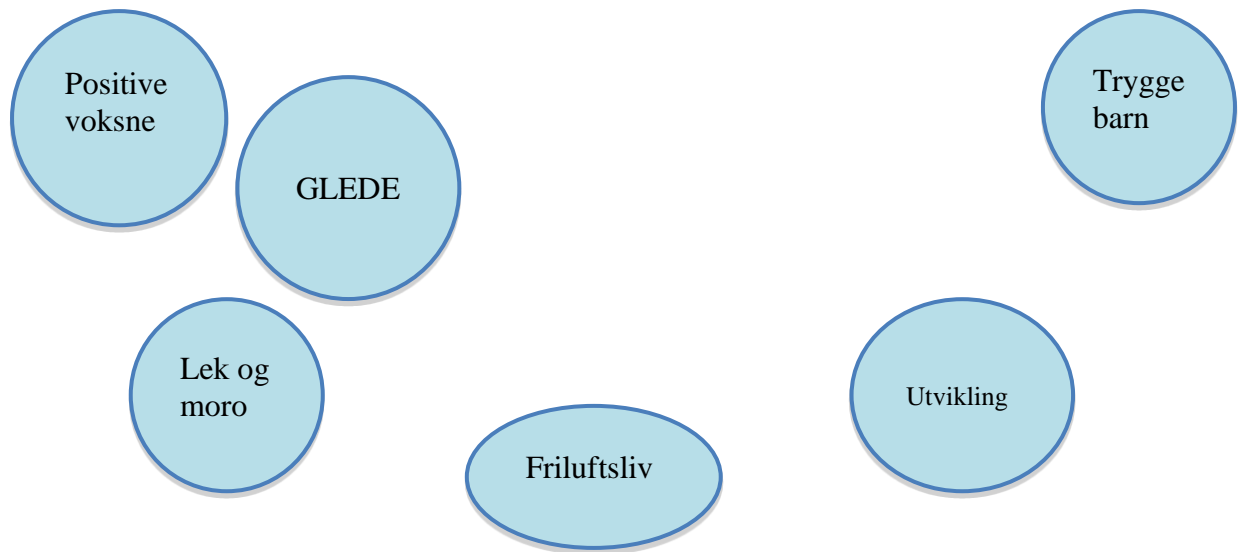 Positive
voksne
GLEDE
Trygge
barn
Lek og
moro
Utvikling
Friluftsliv